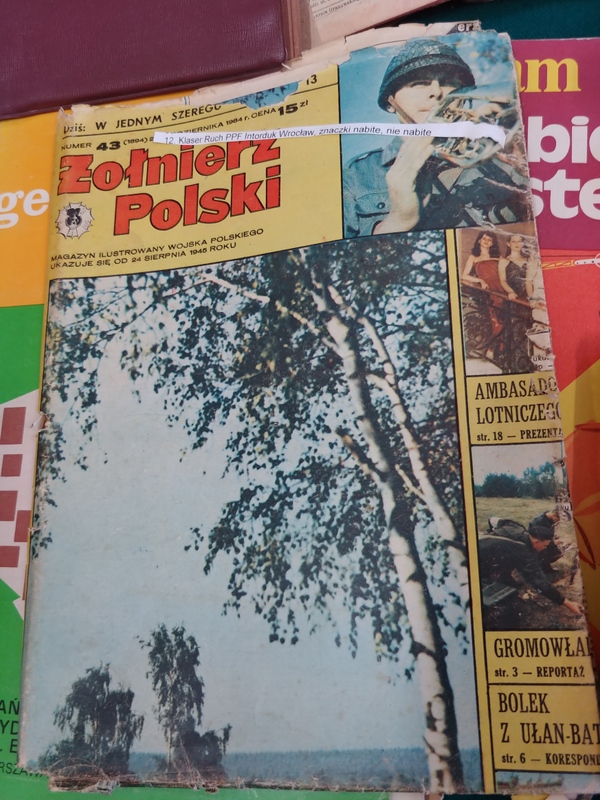 Dziś: W JEDNYM SZEREGU
13
NUMER 43 (1894) PAŹDZIERNIKA 1984 r. CENA 15 zł
12. Klaser Ruch PPF Intorduk Wrocław, znaczki nabite, nie nabite
Żołnierz
Polski
MAGAZYN ILUSTROWANY WOJSKA POLSKIEGO
UKAZUJE SIĘ OD 24 SIERPNIA 1945 ROKU
AMBASADO
LOTNICZEGO
str. 18 — PREZENTA
GROMOWŁA
str. 3 — REPORTAŻ
BOLEK
Z UŁAN-BAT
str. 6 — KORESPOND
ge
am
bie
ste